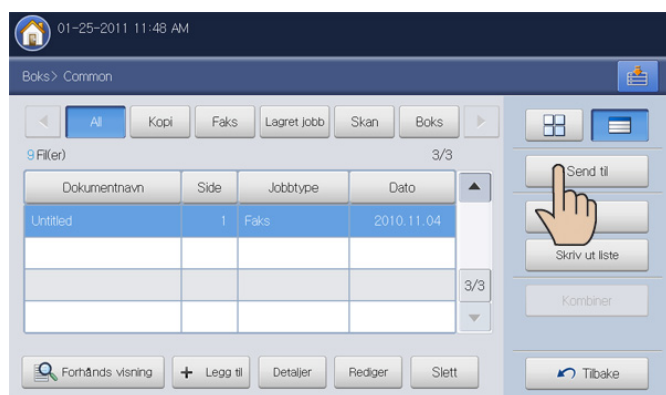 01-25-2011 11:48 AM
Boks> Common
All Kopi Faks Lagret jobb Skan Boks
9 Fil(er) 3/3
Dokumentnavn Side Jobbtype Dato
Untitled 1 Faks 2010.11.04
3/3
Forhånds visning + Legg til Detaljer Rediger Slett
Send til
Skriv ut liste
Kombiner
Tilbake